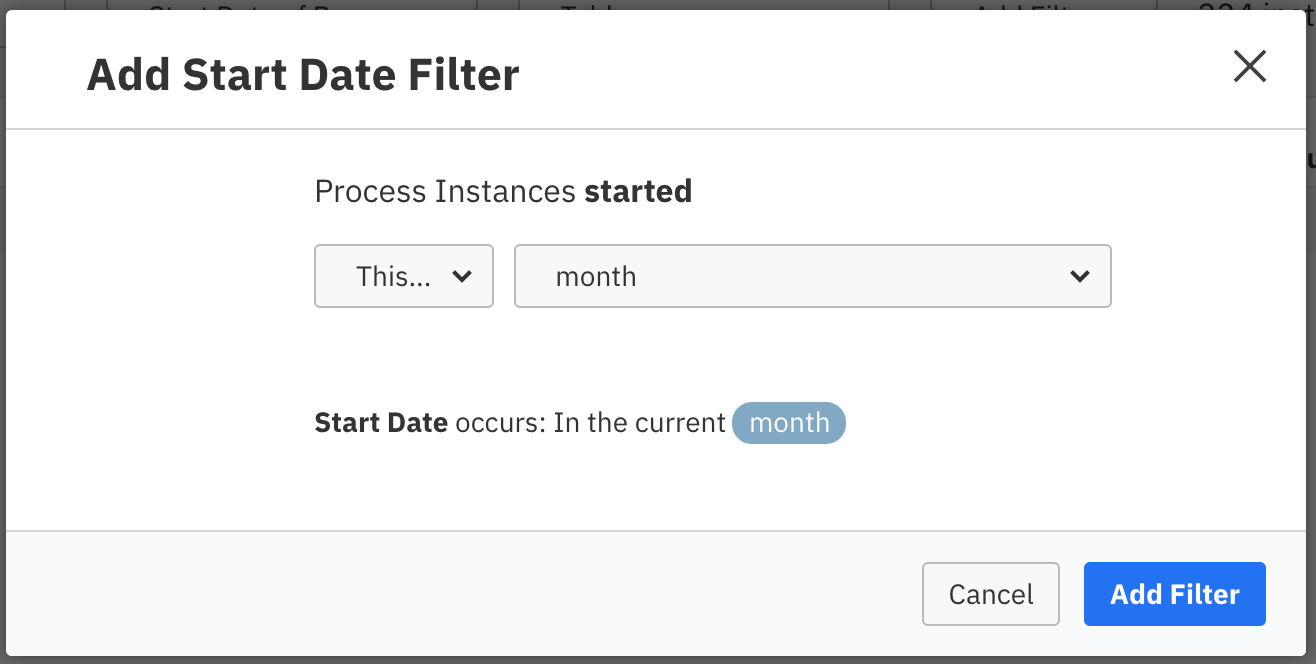 Add Start Date Filter
Process Instances started
This... month
Start Date occurs: In the current month
Cancel Add Filter